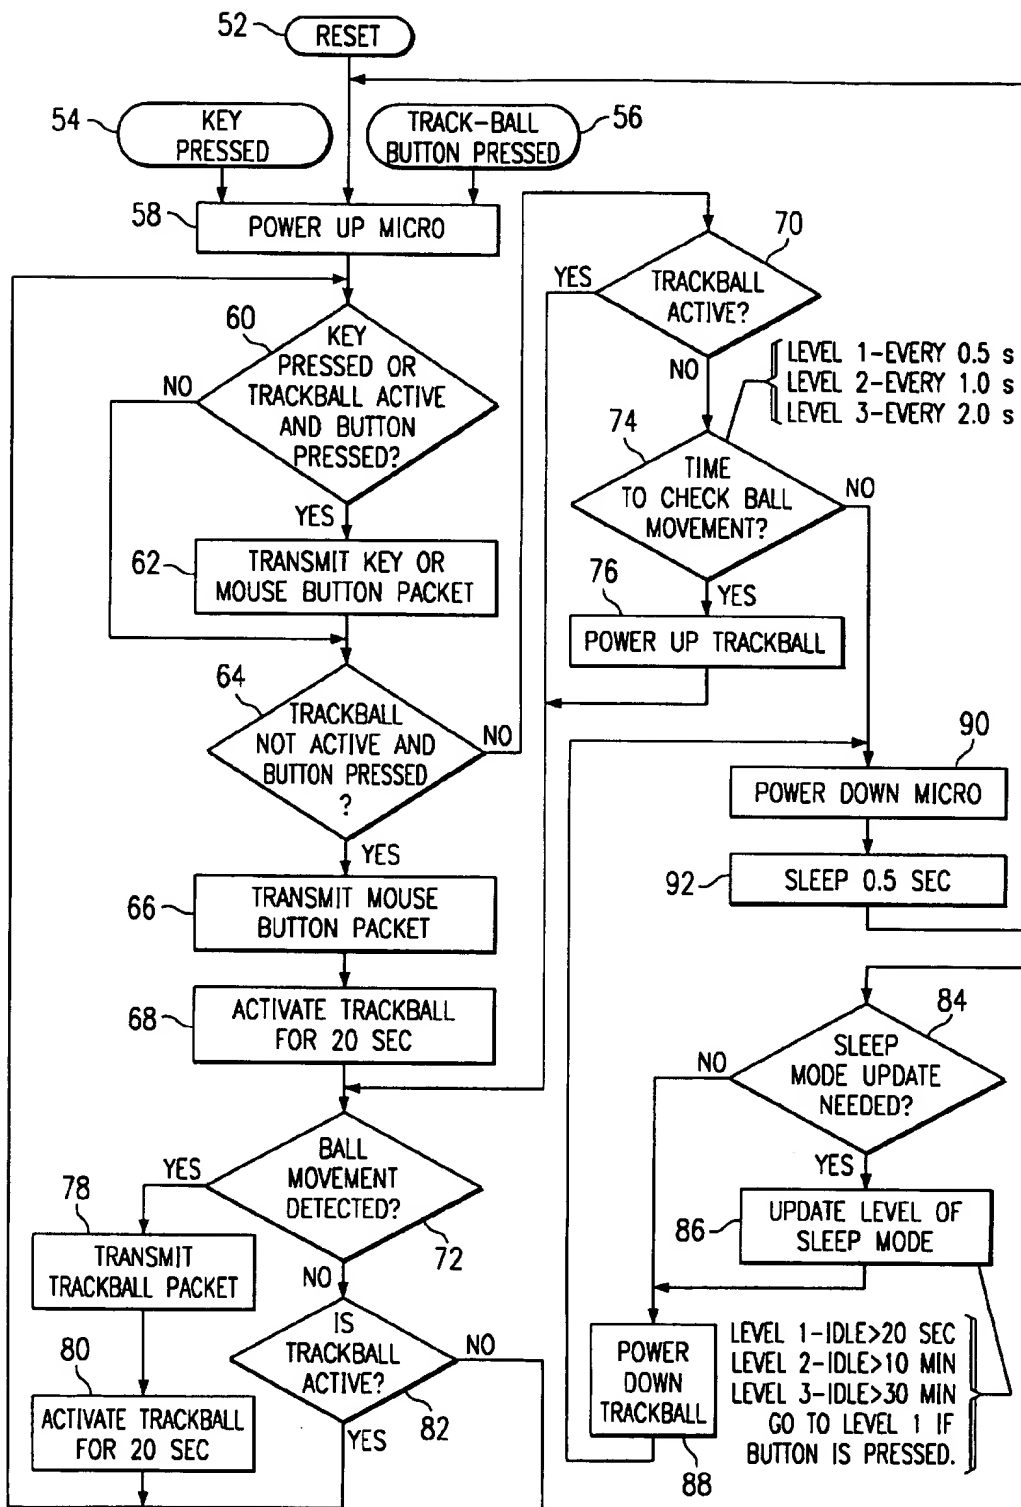 52
RESET
54
KEY
PRESSED
TRACK-BALL
BUTTON PRESSED
56
58
POWER UP MICRO
60
KEY
PRESSED OR
TRACKBALL ACTIVE
AND BUTTON
PRESSED?
NO
YES
62
TRANSMIT KEY OR
MOUSE BUTTON PACKET
64
TRACKBALL
NOT ACTIVE AND
BUTTON PRESSED
?
NO
YES
66
TRANSMIT MOUSE
BUTTON PACKET
68
ACTIVATE TRACKBALL
FOR 20 SEC
BALL
MOVEMENT
DETECTED?
72
YES
NO
78
TRANSMIT
TRACKBALL PACKET
80
ACTIVATE TRACKBALL
FOR 20 SEC
IS
TRACKBALL
ACTIVE?
82
NO
YES
70
TRACKBALL
ACTIVE?
YES
NO
LEVEL 1-EVERY 0.5 s
LEVEL 2-EVERY 1.0 s
LEVEL 3-EVERY 2.0 s
74
TIME
TO CHECK BALL
MOVEMENT?
NO
YES
76
POWER UP TRACKBALL
90
POWER DOWN MICRO
92
SLEEP 0.5 SEC
84
SLEEP
MODE UPDATE
NEEDED?
NO
YES
86
UPDATE LEVEL OF
SLEEP MODE
POWER
DOWN
TRACKBALL
88
LEVEL 1-IDLE>20 SEC
LEVEL 2-IDLE>10 MIN
LEVEL 3-IDLE>30 MIN
GO TO LEVEL 1 IF
BUTTON IS PRESSED.